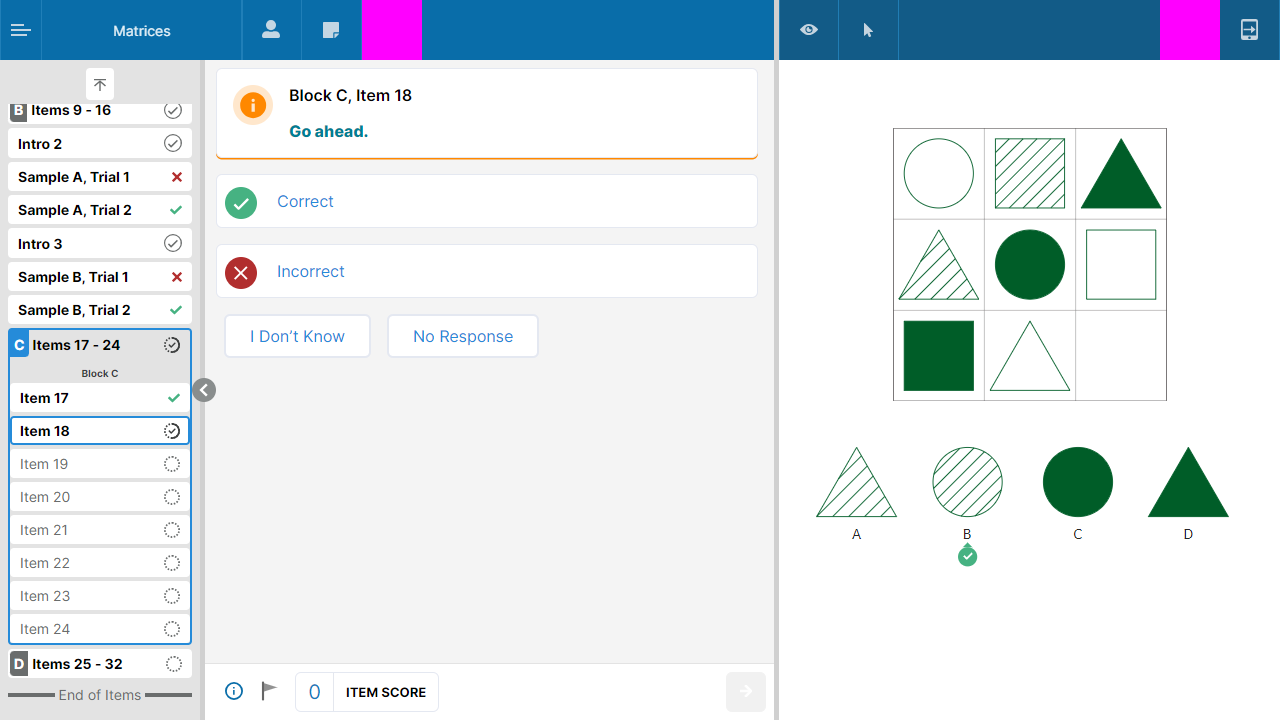 Matrices
B Items 9 - 16
Intro 2
Sample A, Trial 1
Sample A, Trial 2
Intro 3
Sample B, Trial 1
Sample B, Trial 2
C Items 17 - 24
Block C
Item 17
Item 18
Item 19
Item 20
Item 21
Item 22
Item 23
Item 24
D Items 25 - 32
End of Items
Block C, Item 18
Go ahead.
Correct
Incorrect
I Don’t Know
No Response
0 ITEM SCORE
A B C D